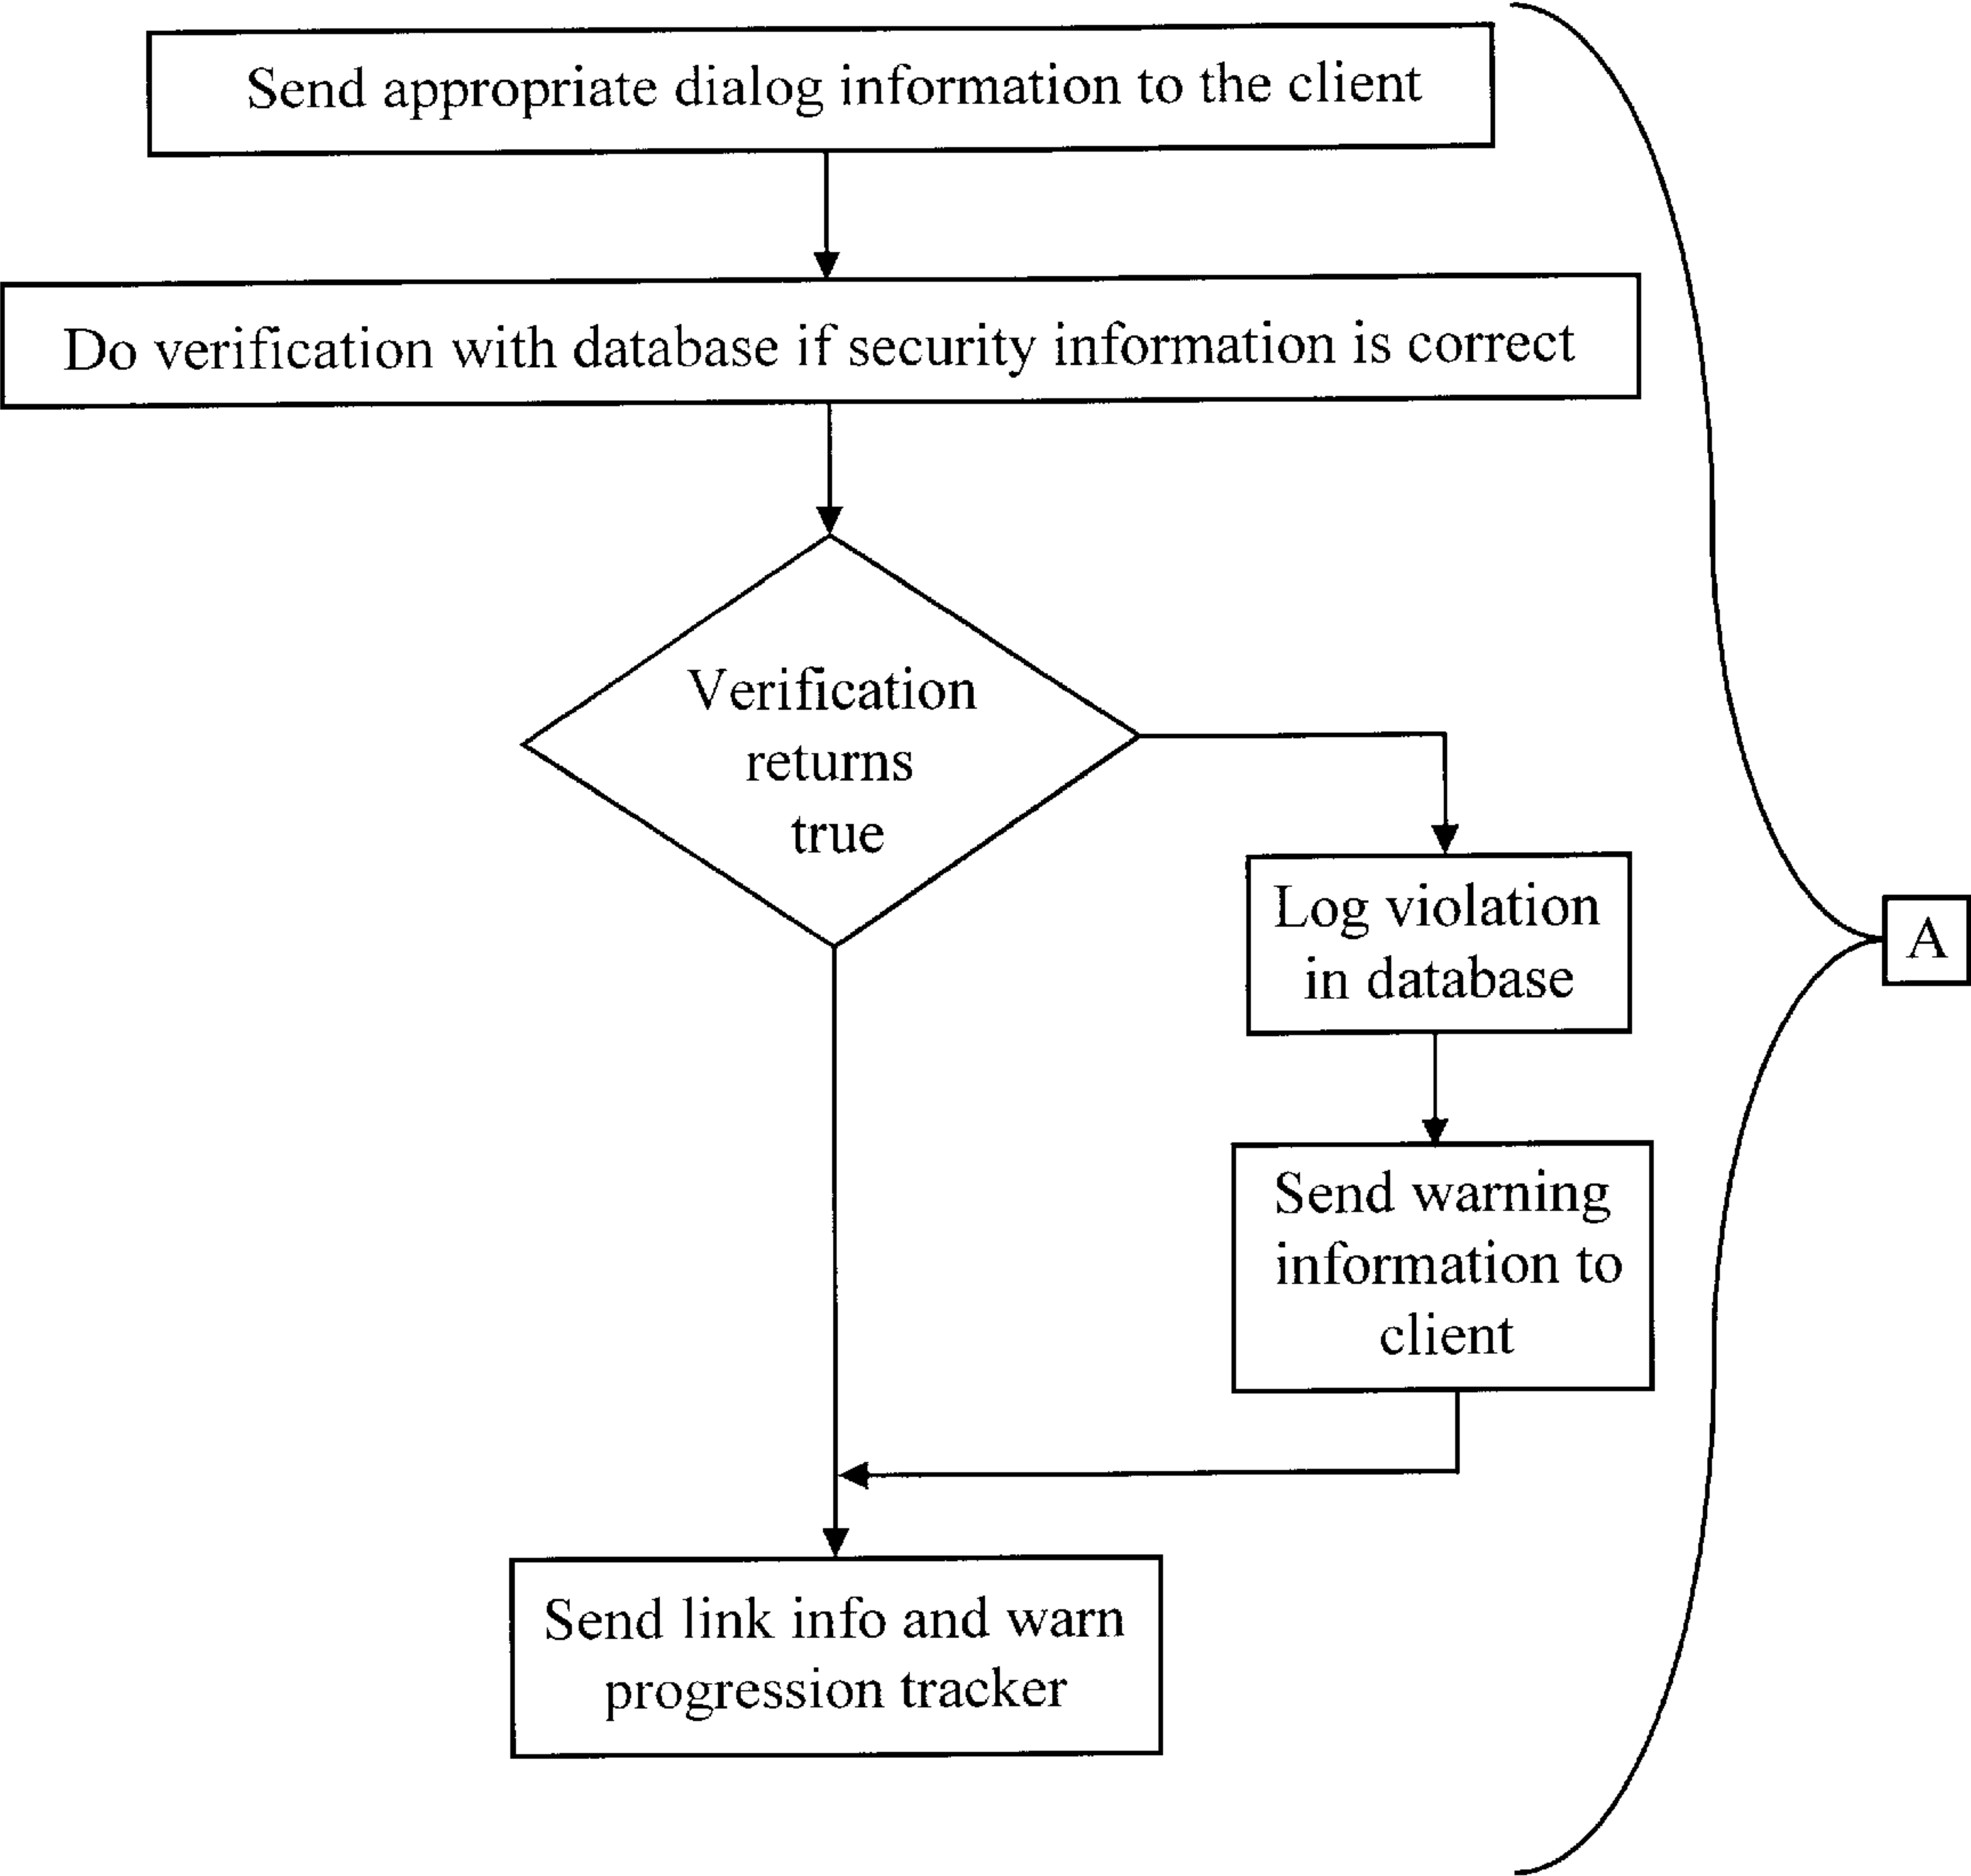 Send appropriate dialog information to the client
Do verification with database if security information is correct
Verification
returns
true
Log violation
in database
A
Send warning
information to
client
Send link info and warn
progression tracker